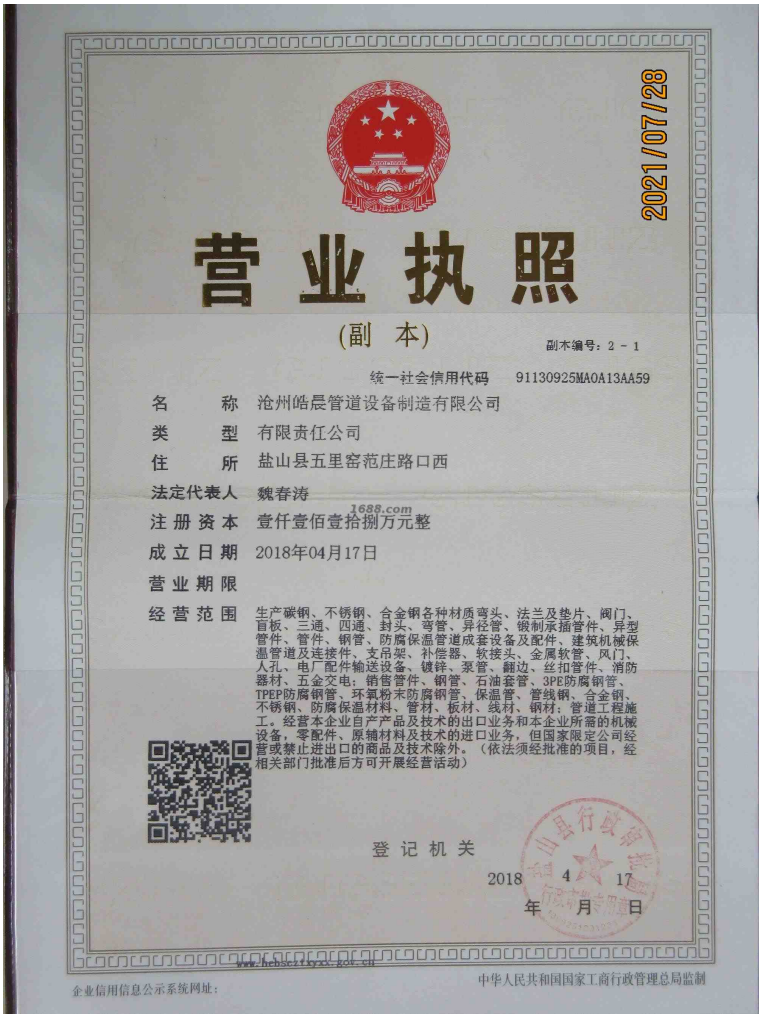 2021/07/28
营业执照
(副 本)
副本编号：2 - 1
统一社会信用代码 91130925MA0A13AA59
名 称 沧州皓晨管道设备制造有限公司
类 型 有限责任公司
住 所 盐山县五里窑范庄路口西
法定代表人 魏春涛
1688.com
注册资本 壹仟壹佰壹拾捌万元整
成立日期 2018年04月17日
营业期限
经营范围 生产碳钢、不锈钢、合金钢各种材质弯头、法兰及垫片、阀门、
盲板、三通、四通、封头、弯管、异径管、锻制承插管件、异型
管件、管件、钢管、防腐保温管道成套设备及配件、建筑机械保
温管道及连接件、支吊架、补偿器、软接头、金属软管、风门、
人孔、电厂配件输送设备、镀锌、泵管、翻边、丝扣管件、消防
器材、五金交电；销售管件、钢管、石油套管、3PE防腐钢管、
TPEP防腐钢管、环氧粉末防腐钢管、保温管、管线钢、合金钢、
不锈钢、防腐保温材料、管材、板材、线材、钢材；管道工程施
工。经营本企业自产产品及技术的出口业务和本企业所需的机械
设备，零配件、原辅材料及技术的进口业务，但国家限定公司经
营或禁止进出口的商品及技术除外。（依法须经批准的项目，经
相关部门批准后方可开展经营活动）
登记机关
盐山县行政审批局
2018 4 17
年 月 日
www.hebscztxyxx.gov.cn
企业信用信息公示系统网址：
中华人民共和国国家工商行政管理总局监制